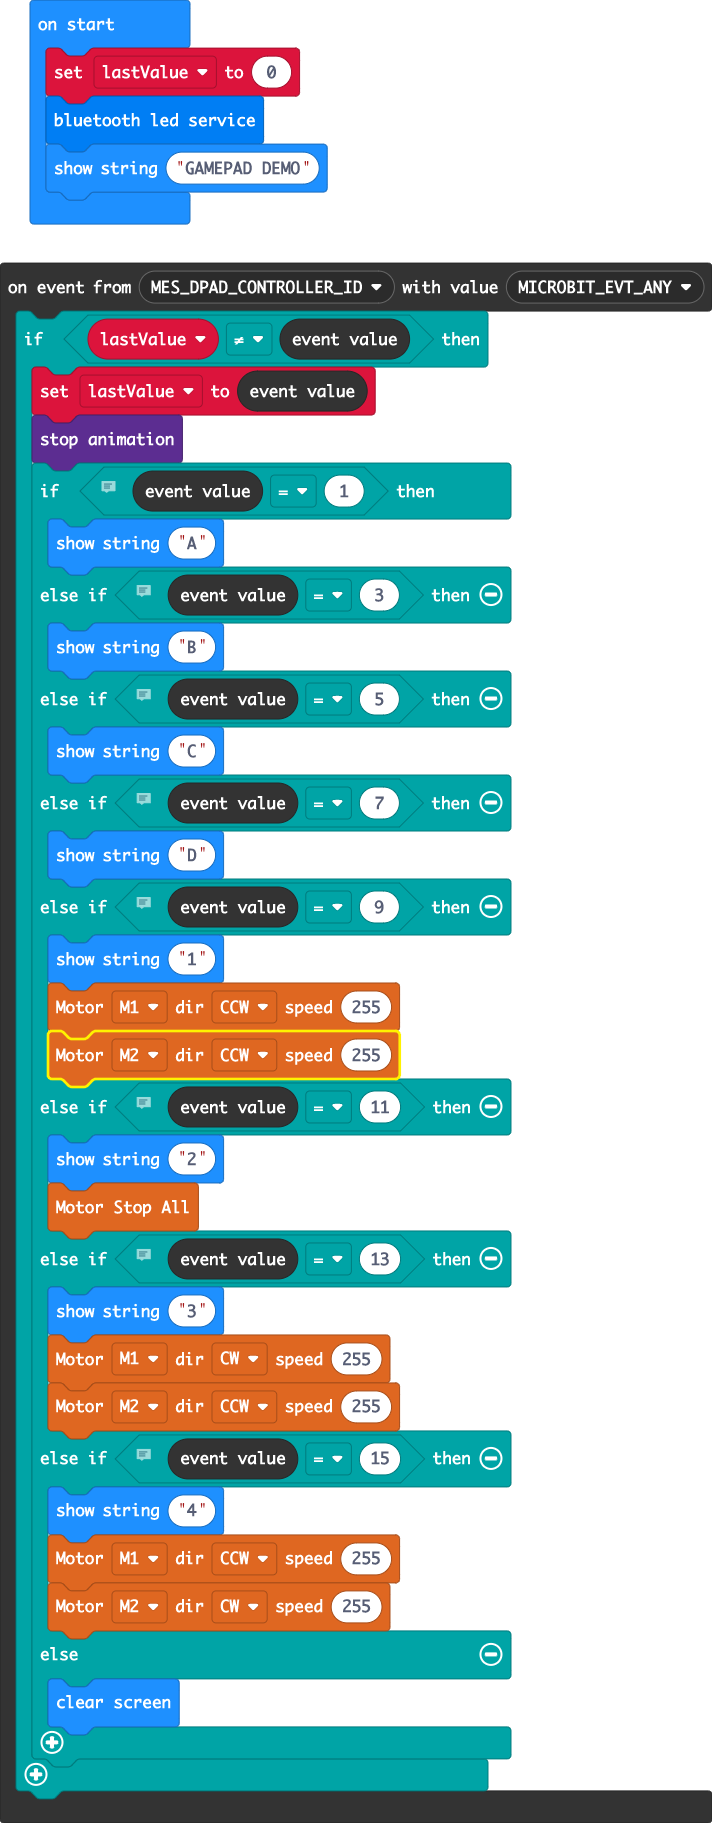 on start
set lastValue to 0
bluetooth led service
show string "GAMEPAD DEMO"
on event from MES_DPAD_CONTROLLER_ID with value MICROBIT_EVT_ANY
if lastValue ≠ event value then
set lastValue to event value
stop animation
if event value = 1 then
show string "A"
else if event value = 3 then
show string "B"
else if event value = 5 then
show string "C"
else if event value = 7 then
show string "D"
else if event value = 9 then
show string "1"
Motor M1 dir CCW speed 255
Motor M2 dir CCW speed 255
else if event value = 11 then
show string "2"
Motor Stop All
else if event value = 13 then
show string "3"
Motor M1 dir CW speed 255
Motor M2 dir CCW speed 255
else if event value = 15 then
show string "4"
Motor M1 dir CCW speed 255
Motor M2 dir CW speed 255
else
clear screen